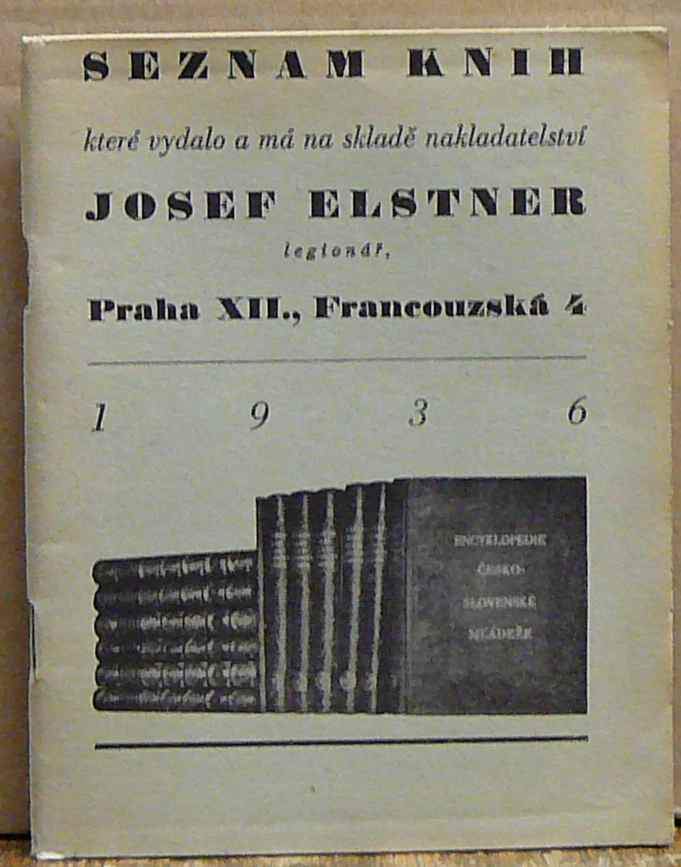 SEZNAM KNIH
které vydalo a má na skladě nakladatelství
JOSEF ELSTNER
legionář,
Praha XII., Francouzská 4
1 9 3 6
ENCYKLOPEDIE
ČESKO-
SLOVENSKÉ
MLÁDEŽE